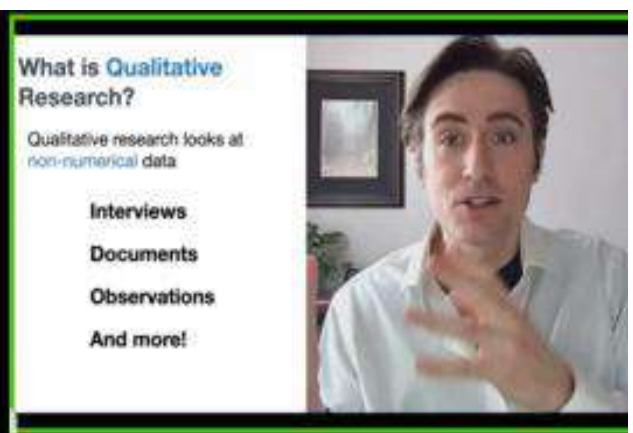 What is Qualitative
Research?
Qualitative research looks at
non-numerical data
Interviews
Documents
Observations
And more!